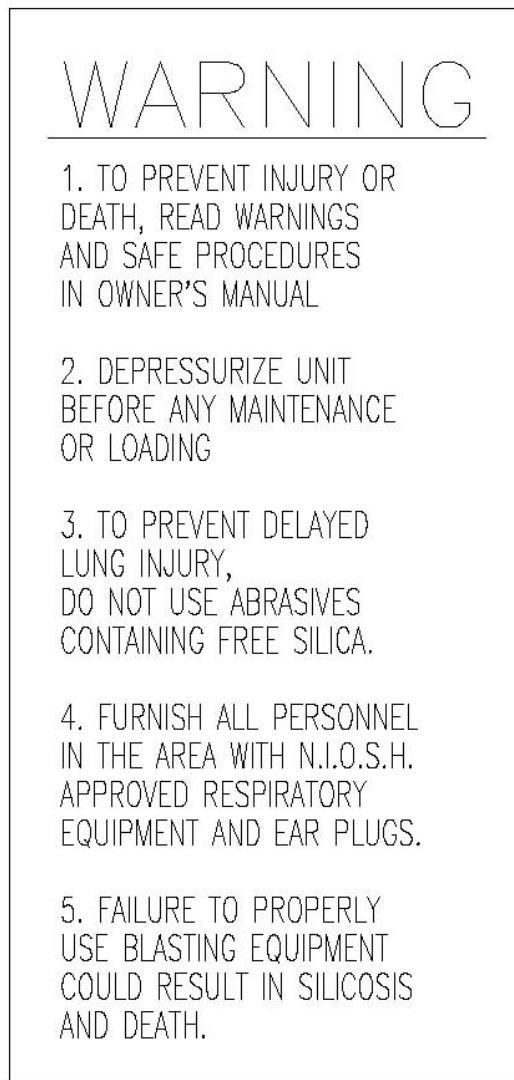 WARNING
1. TO PREVENT INJURY OR
DEATH, READ WARNINGS
AND SAFE PROCEDURES
IN OWNER'S MANUAL
2. DEPRESSURIZE UNIT
BEFORE ANY MAINTENANCE
OR LOADING
3. TO PREVENT DELAYED
LUNG INJURY,
DO NOT USE ABRASIVES
CONTAINING FREE SILICA.
4. FURNISH ALL PERSONNEL
IN THE AREA WITH N.I.O.S.H.
APPROVED RESPIRATORY
EQUIPMENT AND EAR PLUGS.
5. FAILURE TO PROPERLY
USE BLASTING EQUIPMENT
COULD RESULT IN SILICOSIS
AND DEATH.